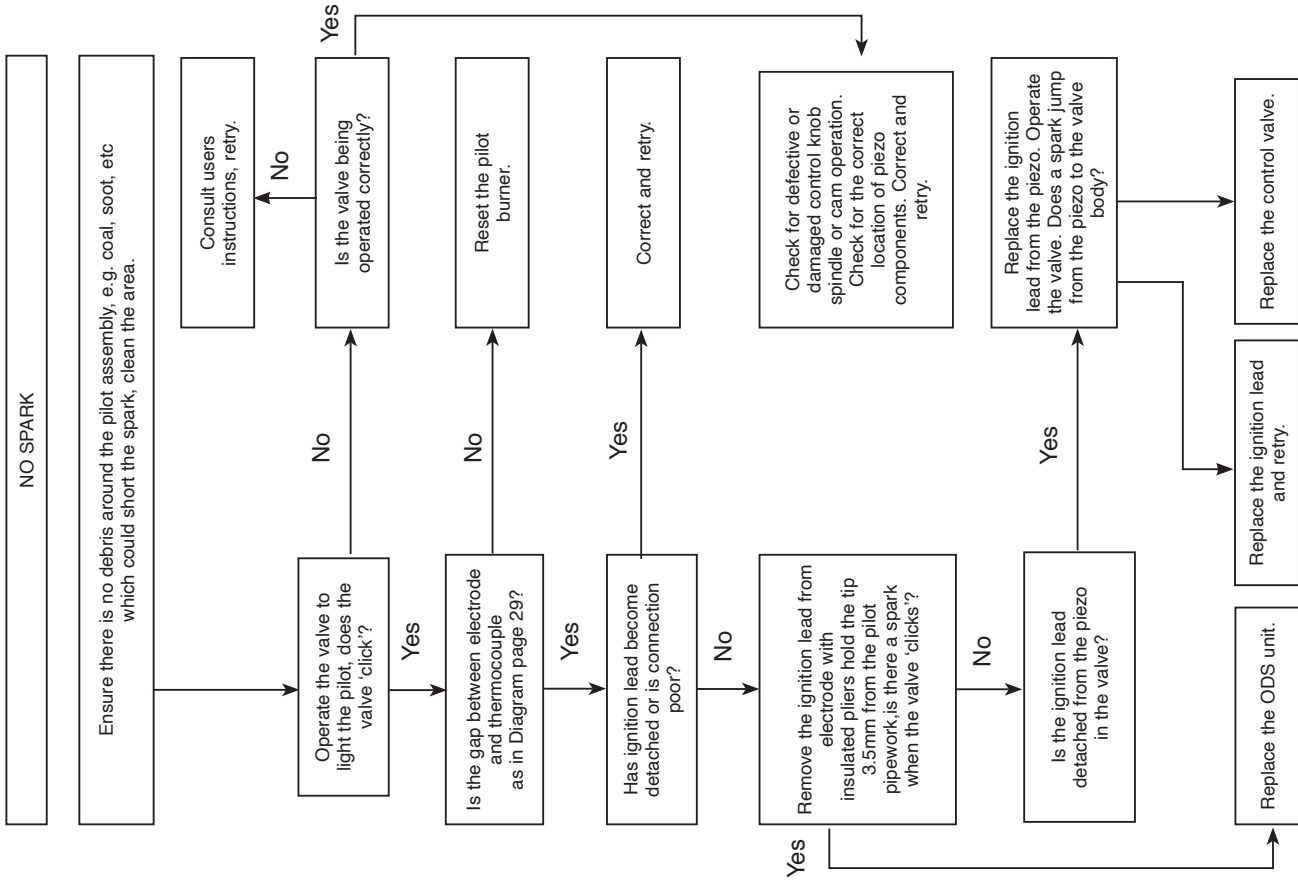 NO SPARK
Ensure there is no debris around the pilot assembly, e.g. coal, soot, etc
which could short the spark, clean the area.
Operate the valve to
light the pilot, does the
valve 'click'?
No
Is the valve being
operated correctly?
No
Consult users
instructions, retry.
Yes
Check for defective or
damaged control knob
spindle or cam operation.
Check for the correct
location of piezo
components. Correct and
retry.
Yes
Is the gap between electrode
and thermocouple
as in Diagram page 29?
No
Reset the pilot
burner.
Yes
Has ignition lead become
detached or is connection
poor?
Yes
Correct and retry.
No
Remove the ignition lead from
electrode with
insulated pliers hold the tip
3.5mm from the pilot
pipework,is there a spark
when the valve 'clicks'?
Yes
Replace the ODS unit.
No
Is the ignition lead
detached from the piezo
in the valve?
Yes
Replace the ignition
lead from the piezo. Operate
the valve. Does a spark jump
from the piezo to the valve
body?
Replace the ignition lead
and retry.
Replace the control valve.